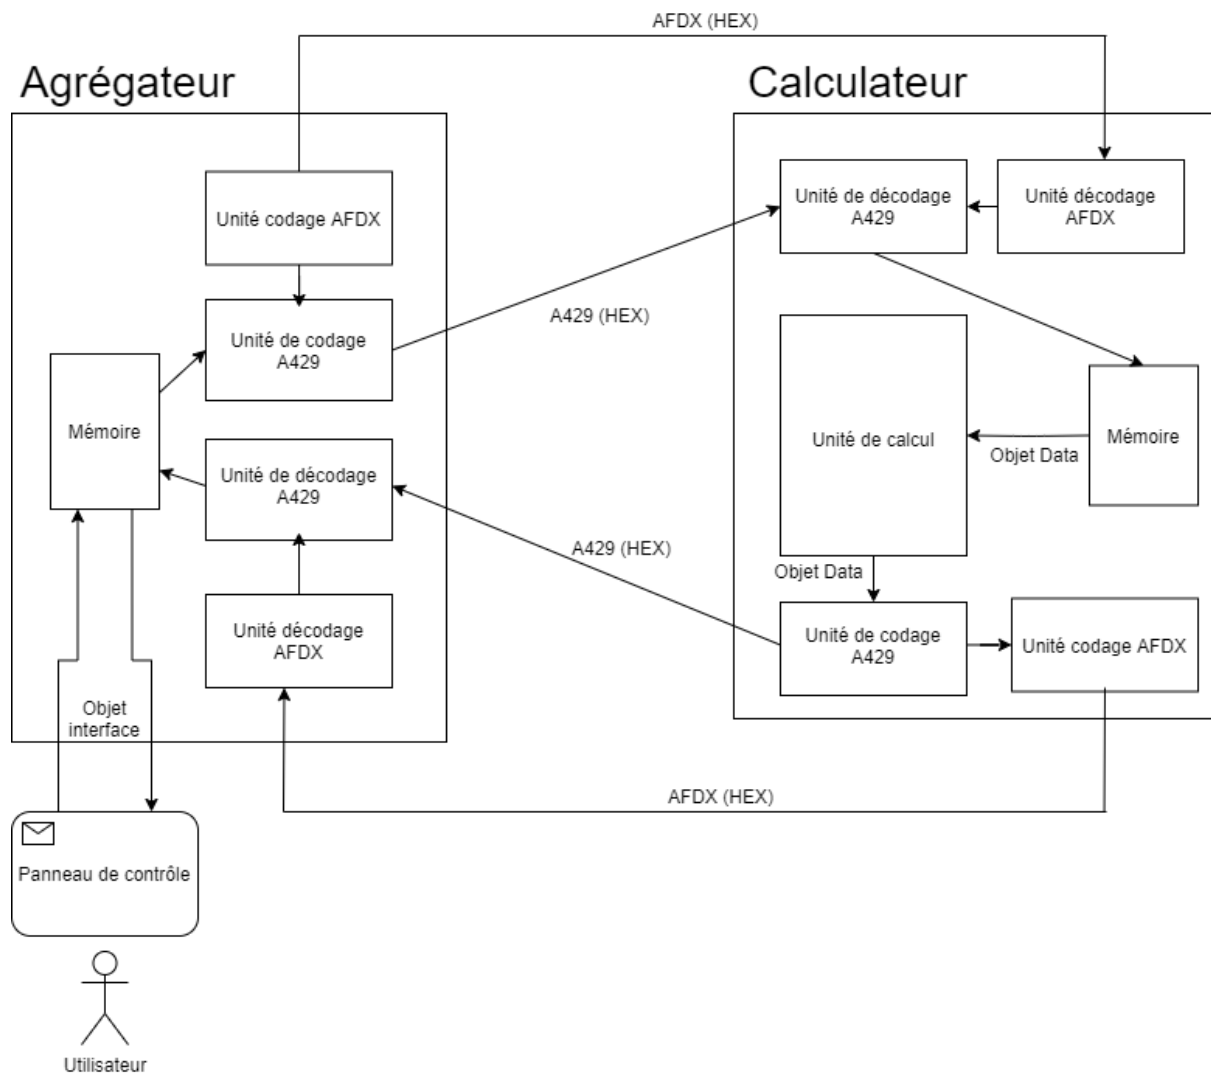 AFDX (HEX)
Agrégateur
Calculateur
Unité codage AFDX
Unité de décodage
A429
Unité décodage
AFDX
A429 (HEX)
Unité de codage
A429
Mémoire
Unité de calcul
Objet Data
Mémoire
Unité de décodage
A429
A429 (HEX)
Objet Data
Unité décodage
AFDX
Unité de codage
A429
Unité codage AFDX
Objet
interface
AFDX (HEX)
Panneau de contrôle
Utilisateur